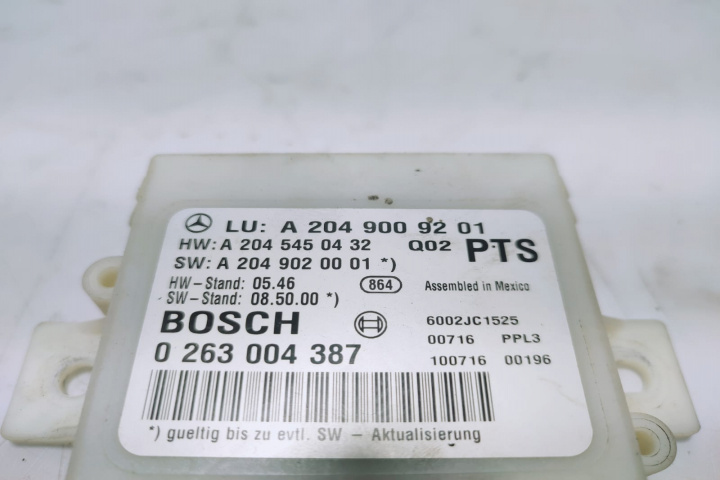 LU: A 204 900 92 01
HW: A 204 545 04 32 Q02 PTS
SW: A 204 902 00 01 *)
HW-Stand: 05.46 864 Assembled in Mexico
SW-Stand: 08.50.00 *)
BOSCH 6002JC1525
00716 PPL3
0 263 004 387 100716 00196
*) gueltig bis zu evtl. SW - Aktualisierung